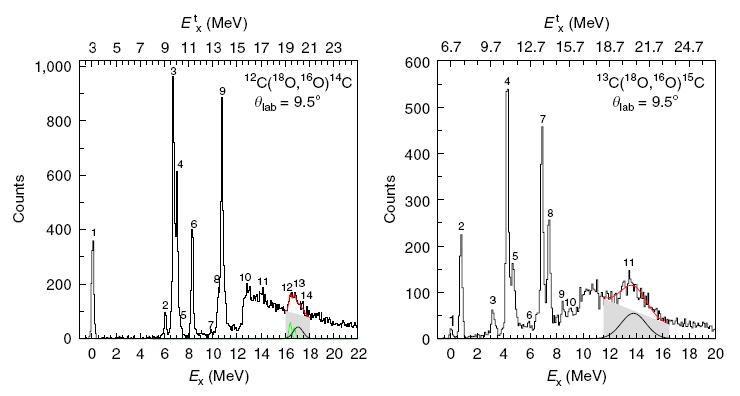 E_x^t (MeV)
3 5 7 9 11 13 15 17 19 21 23
1,000
800
600
400
200
0
Counts
¹²C(¹⁸O,¹⁶O)¹⁴C
θ_lab = 9.5°
1
2
3
4
5
6
7
8
9
10
11
12
13
14
0 2 4 6 8 10 12 14 16 18 20 22
E_x (MeV)
E_x^t (MeV)
6.7 9.7 12.7 15.7 18.7 21.7 24.7
600
500
400
300
200
100
0
Counts
¹³C(¹⁸O,¹⁶O)¹⁵C
θ_lab = 9.5°
1
2
3
4
5
6
7
8
9
10
11
0 2 4 6 8 10 12 14 16 18 20
E_x (MeV)